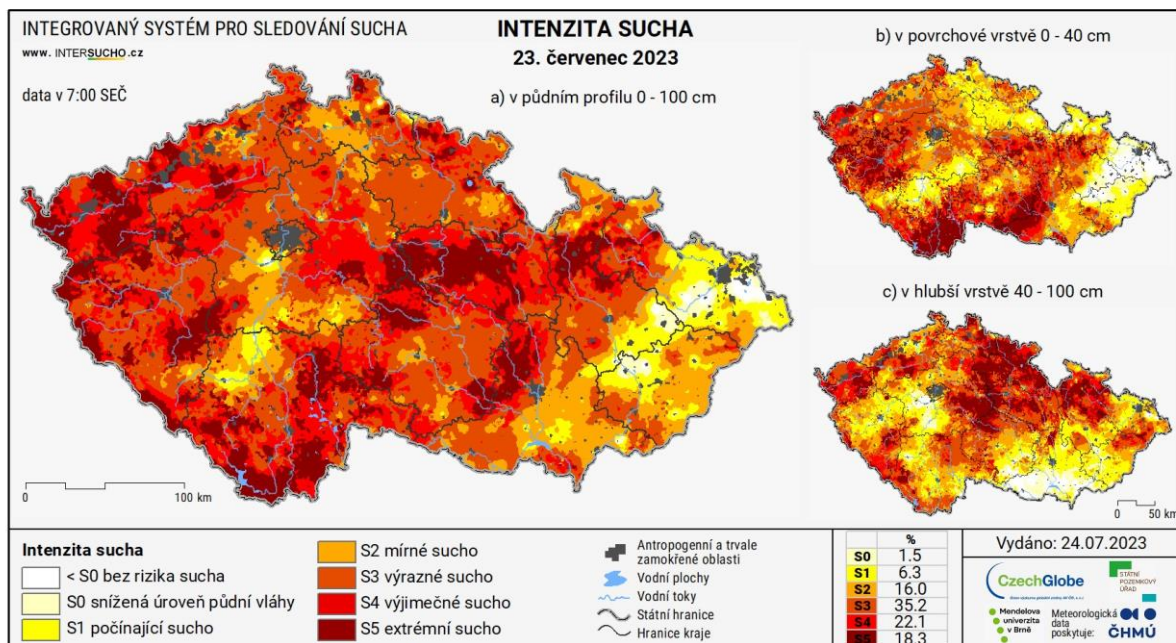 INTEGROVANÝ SYSTÉM PRO SLEDOVÁNÍ SUCHA
www. INTERSUCHO.cz
data v 7:00 SEČ
INTENZITA SUCHA
23. červenec 2023
a) v půdním profilu 0 - 100 cm
b) v povrchové vrstvě 0 - 40 cm
c) v hlubší vrstvě 40 - 100 cm
0 100 km
0 50 km
Intenzita sucha
< S0 bez rizika sucha
S0 snížená úroveň půdní vláhy
S1 počínající sucho
S2 mírné sucho
S3 výrazné sucho
S4 výjimečné sucho
S5 extrémní sucho
Antropogenní a trvale
zamokřené oblasti
Vodní plochy
Vodní toky
Státní hranice
Hranice kraje
%
S0 1.5
S1 6.3
S2 16.0
S3 35.2
S4 22.1
S5 18.3
Vydáno: 24.07.2023
CzechGlobe
STÁTNÍ
POZEMKOVÝ
ÚŘAD
Mendelova
univerzita
v Brně
Meteorologická
data
poskytuje:
ČHMÚ